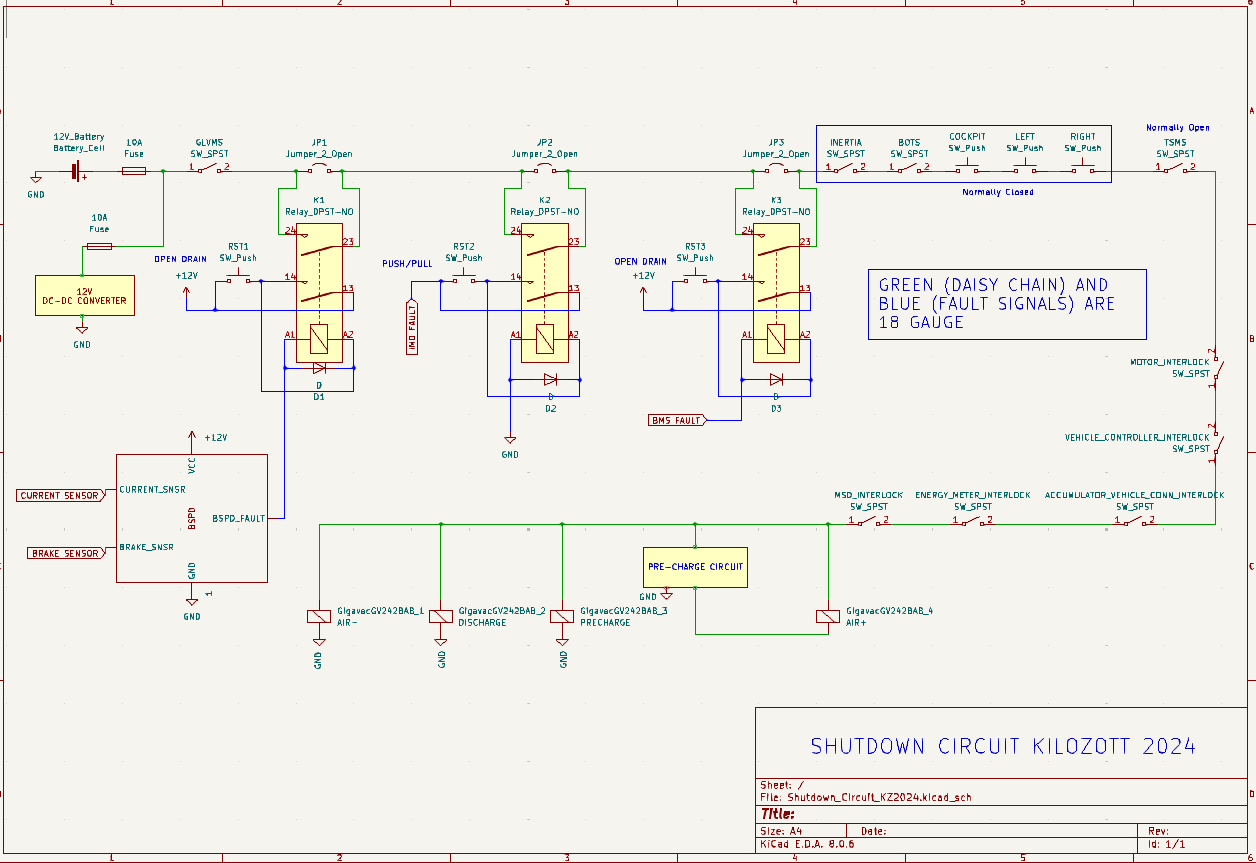 1 2 3 4 5 6
A A
12V_Battery
Battery_Cell
+
GND
10A
Fuse
GLVMS
SW_SPST
1 2
JP1
Jumper_2_Open
JP2
Jumper_2_Open
JP3
Jumper_2_Open
INERTIA
SW_SPST
1 2
BOTS
SW_SPST
1 2
COCKPIT
SW_Push
LEFT
SW_Push
RIGHT
SW_Push
Normally Closed
Normally Open
TSMS
SW_SPST
1 2
10A
Fuse
12V
DC-DC CONVERTER
GND
OPEN DRAIN
+12V
RST1
SW_Push
K1
Relay_DPST-NO
24 23
14 13
A1 A2
D
D1
PUSH/PULL
IMD FAULT
RST2
SW_Push
K2
Relay_DPST-NO
24 23
14 13
A1 A2
D
D2
GND
OPEN DRAIN
+12V
RST3
SW_Push
K3
Relay_DPST-NO
24 23
14 13
A1 A2
D
D3
BMS FAULT
GREEN (DAISY CHAIN) AND
BLUE (FAULT SIGNALS) ARE
18 GAUGE
B B
MOTOR_INTERLOCK
SW_SPST
2
1
VEHICLE_CONTROLLER_INTERLOCK
SW_SPST
2
1
+12V
VCC
CURRENT SENSOR
CURRENT_SNSR
BSPD
BSPD_FAULT
BRAKE SENSOR
BRAKE_SNSR
GND
1
GND
MSD_INTERLOCK
SW_SPST
1 2
ENERGY_METER_INTERLOCK
SW_SPST
1 2
ACCUMULATOR_VEHICLE_CONN_INTERLOCK
SW_SPST
1 2
C C
PRE-CHARGE CIRCUIT
GND
GigavacGV242BAB_1
AIR-
GND
GigavacGV242BAB_2
DISCHARGE
GND
GigavacGV242BAB_3
PRECHARGE
GND
GigavacGV242BAB_4
AIR+
D D
SHUTDOWN CIRCUIT KILOZOTT 2024
Sheet: /
File: Shutdown_Circuit_KZ2024.kicad_sch
Title:
Size: A4 Date: Rev:
KiCad E.D.A. 8.0.6 Id: 1/1
1 2 3 4 5 6